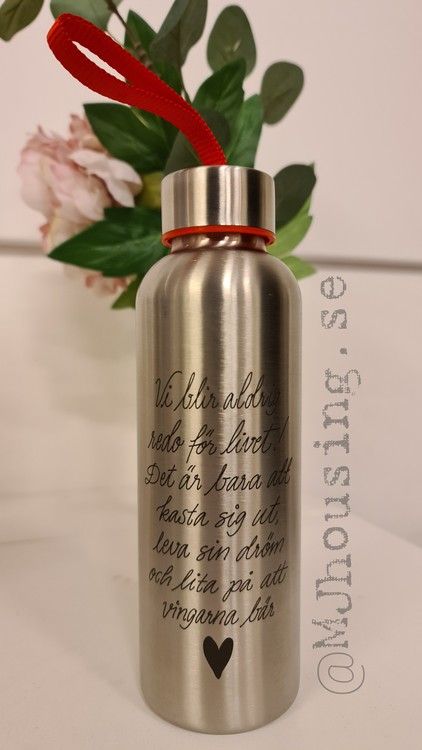 Vi blir aldrig
redo för livet!
Det är bara att
kasta sig ut,
leva sin dröm
och lita på att
vingarna bär
@MJhousing.se